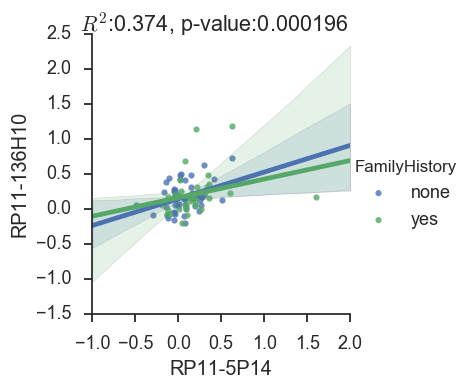 R²:0.374, p-value:0.000196
2.5
2.0
1.5
1.0
0.5
0.0
−0.5
−1.0
−1.5
RP11-136H10
−1.0 −0.5 0.0 0.5 1.0 1.5 2.0
RP11-5P14
FamilyHistory
none
yes